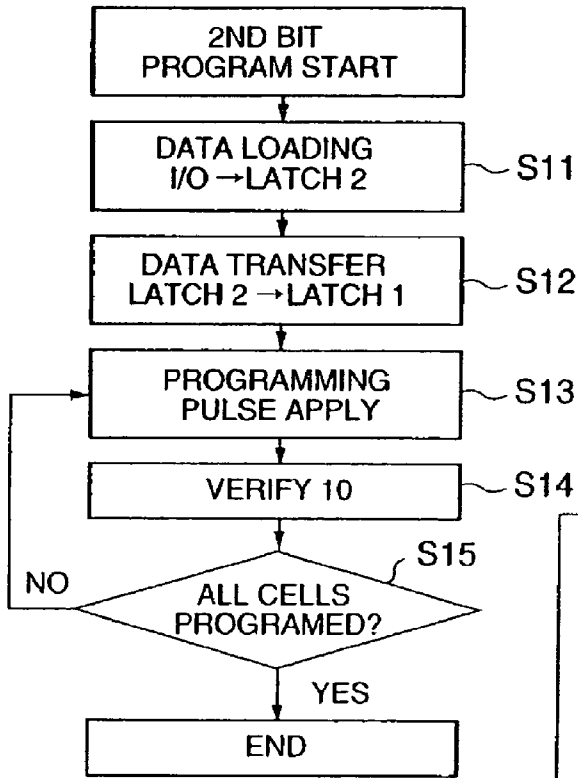 2ND BIT
PROGRAM START
DATA LOADING
I/O →LATCH 2
S11
DATA TRANSFER
LATCH 2 →LATCH 1
S12
PROGRAMMING
PULSE APPLY
S13
VERIFY 10
S14
S15
NO
ALL CELLS
PROGRAMED?
YES
END